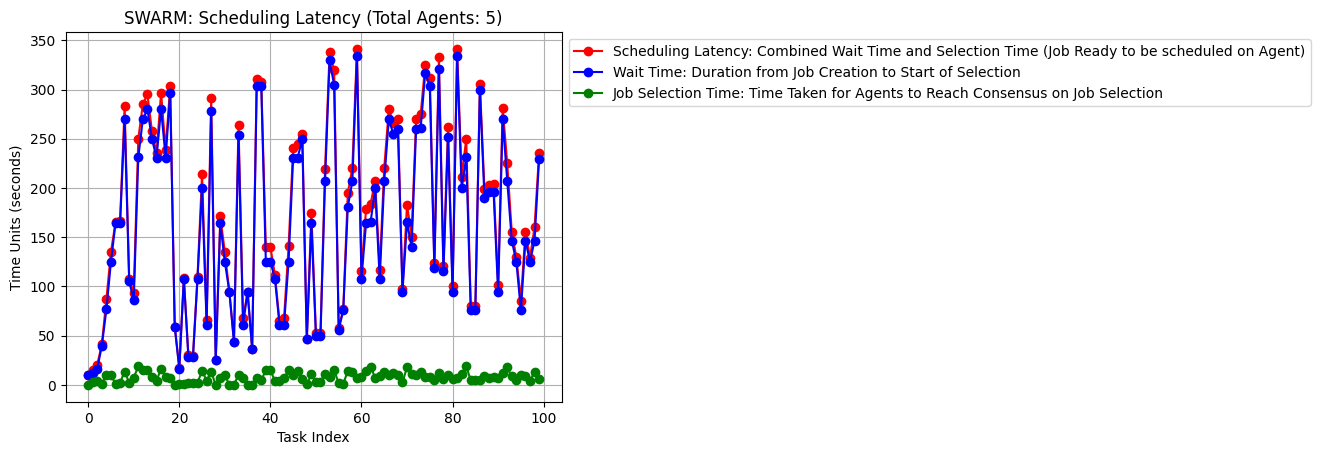 SWARM: Scheduling Latency (Total Agents: 5)
Scheduling Latency: Combined Wait Time and Selection Time (Job Ready to be scheduled on Agent)
Wait Time: Duration from Job Creation to Start of Selection
Job Selection Time: Time Taken for Agents to Reach Consensus on Job Selection
Time Units (seconds)
350
300
250
200
150
100
50
0
0 20 40 60 80 100
Task Index